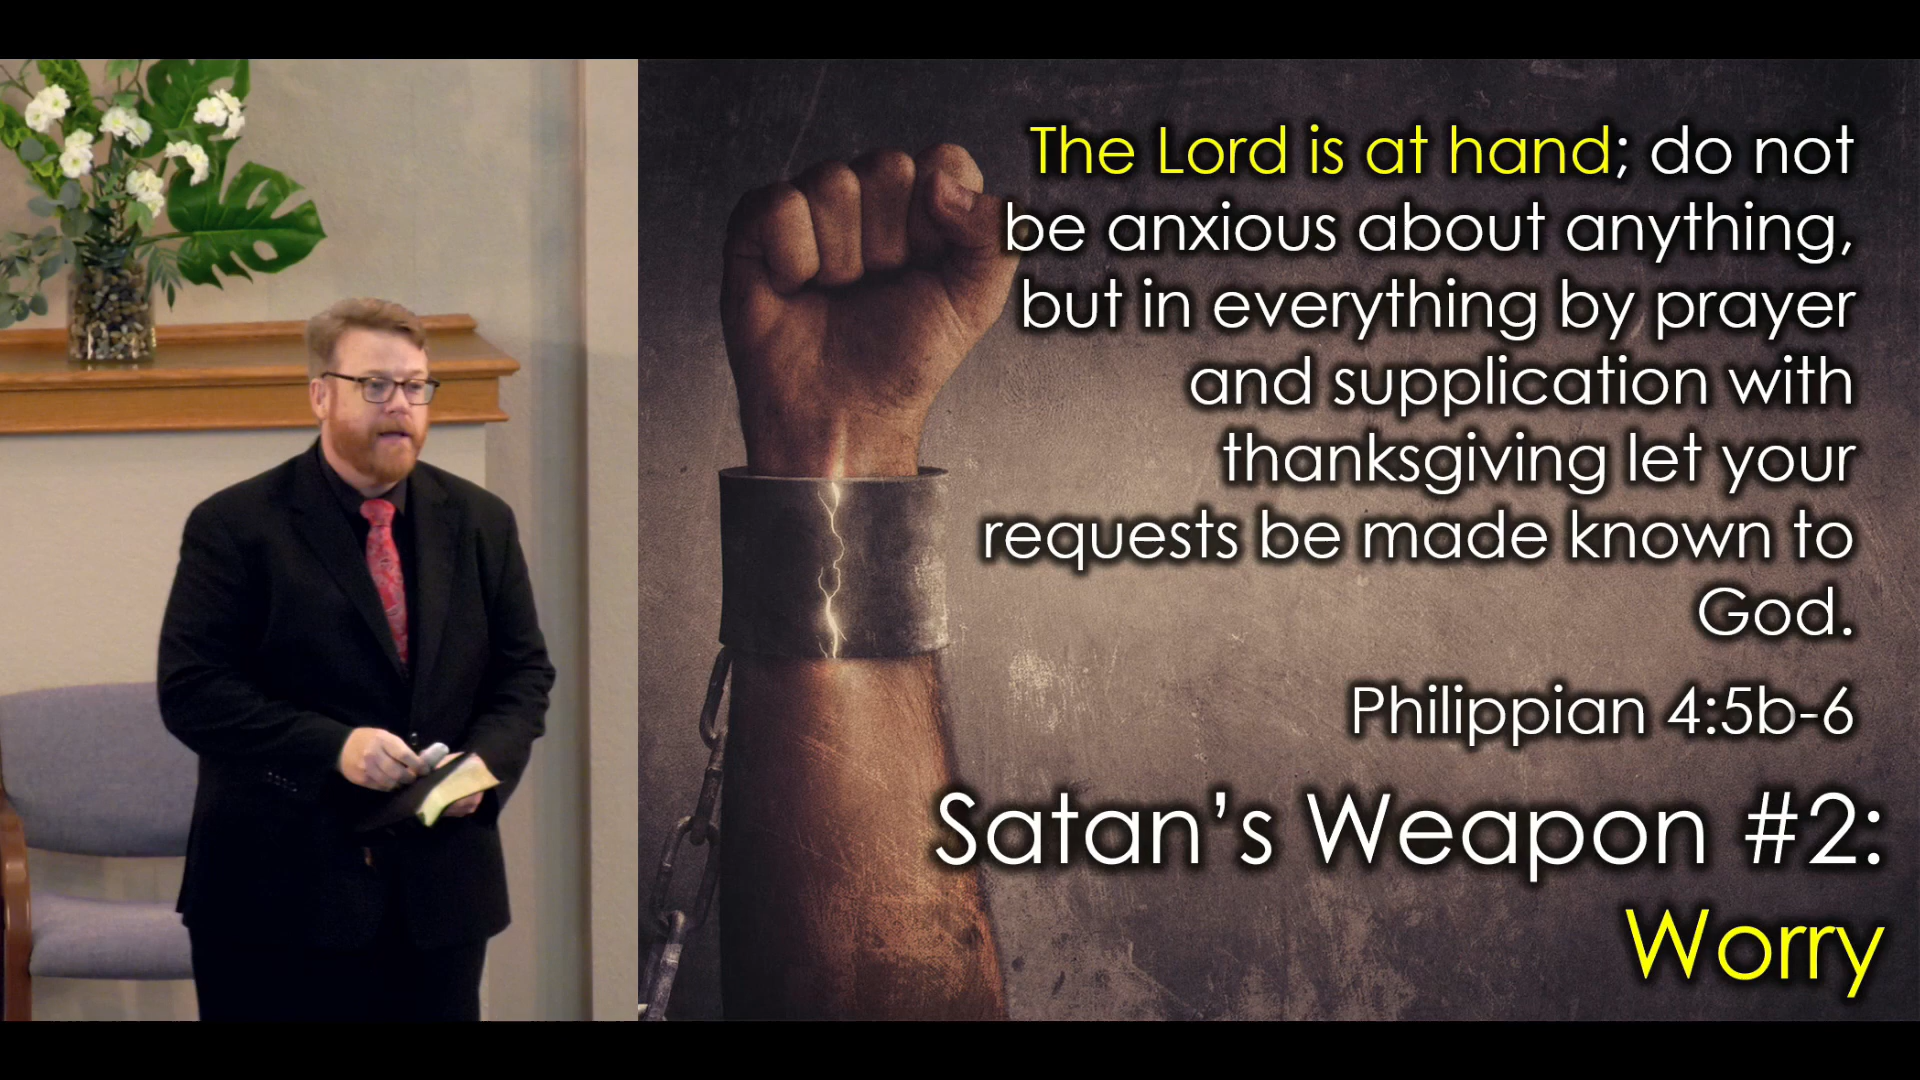 The Lord is at hand; do not
be anxious about anything,
but in everything by prayer
and supplication with
thanksgiving let your
requests be made known to
God.
Philippian 4:5b-6
Satan’s Weapon #2:
Worry